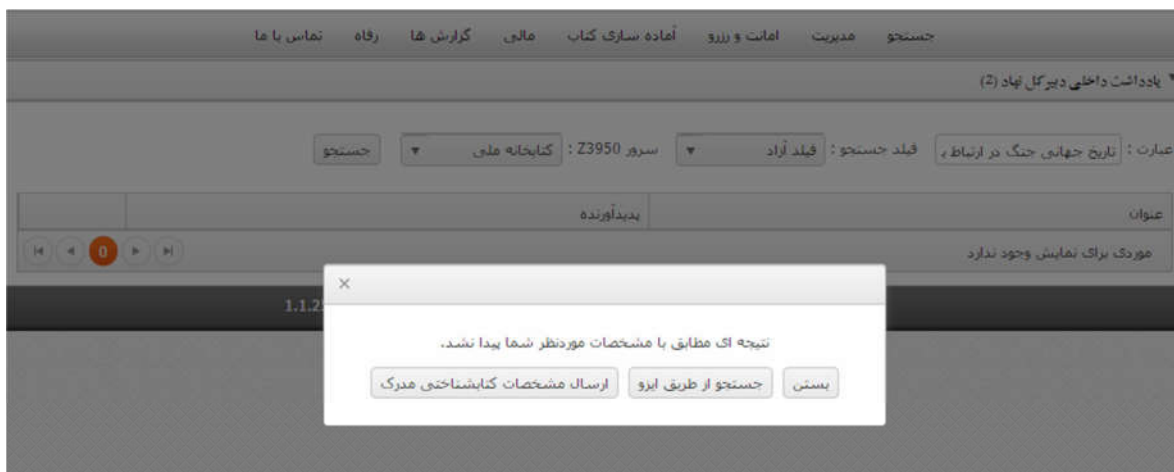 جستجو مدیریت امانت و رزرو آماده سازی کتاب مالی گزارش ها رفاه تماس با ما
یادداشت داخلی دبیرکل نهاد (2)
عبارت : تاریخ جهانی جنگ در ارتباط فیلد جستجو : فیلد آزاد سرور Z3950 : کتابخانه ملی جستجو
عنوان پدیدآورنده
موردی برای نمایش وجود ندارد 0
1.1.2
نتیجه ای مطابق با مشخصات موردنظر شما پیدا نشد.
بستن جستجو از طریق ایزو ارسال مشخصات کتابشناختی مدرک